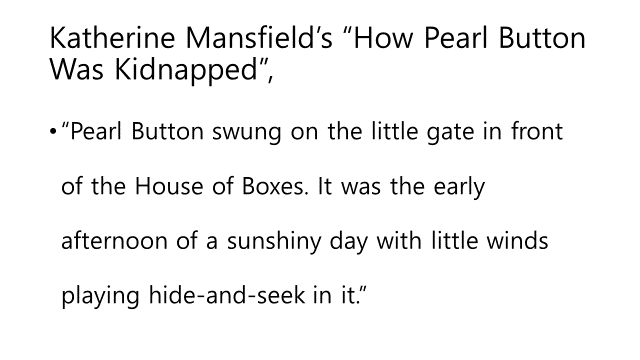 Katherine Mansfield’s “How Pearl Button
Was Kidnapped”,
• “Pearl Button swung on the little gate in front
of the House of Boxes. It was the early
afternoon of a sunshiny day with little winds
playing hide-and-seek in it.”